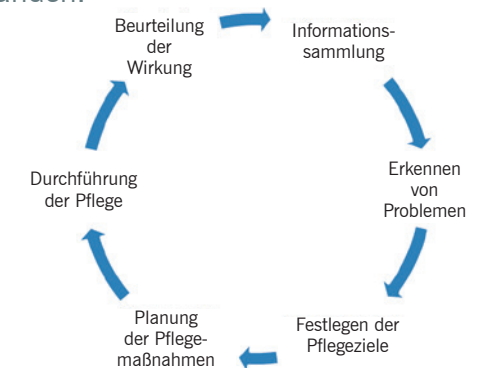 Beurteilung
der
Wirkung
Informations-
sammlung
Erkennen
von
Problemen
Festlegen der
Pflegeziele
Planung
der Pflege-
maßnahmen
Durchführung
der Pflege